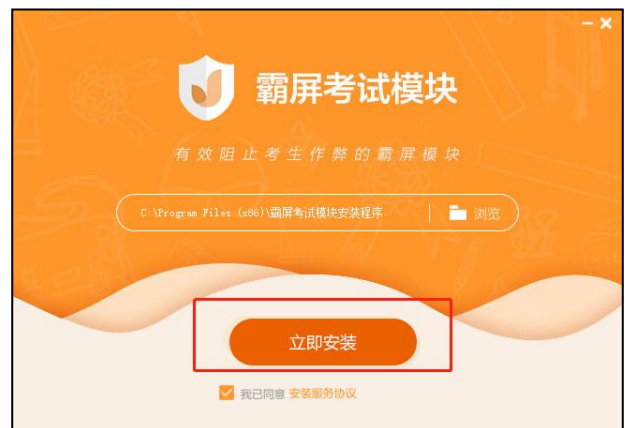 霸屏考试模块
有效阻止考生作弊的霸屏模块
C:\Program Files (x86)\霸屏考试模块安装程序
浏览
立即安装
我已同意 安装服务协议